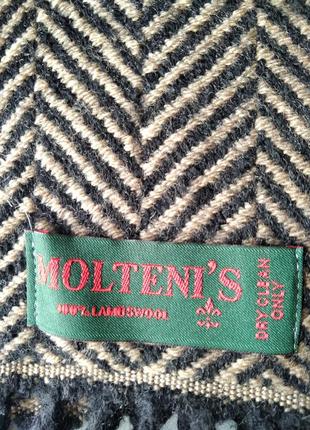 MOLTENI'S
100% LAMBSWOOL
DRY CLEAN
ONLY